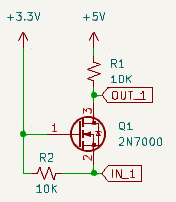 +3.3V
+5V
R1
10K
OUT_1
3
Q1
1
2N7000
2
R2
IN_1
10K